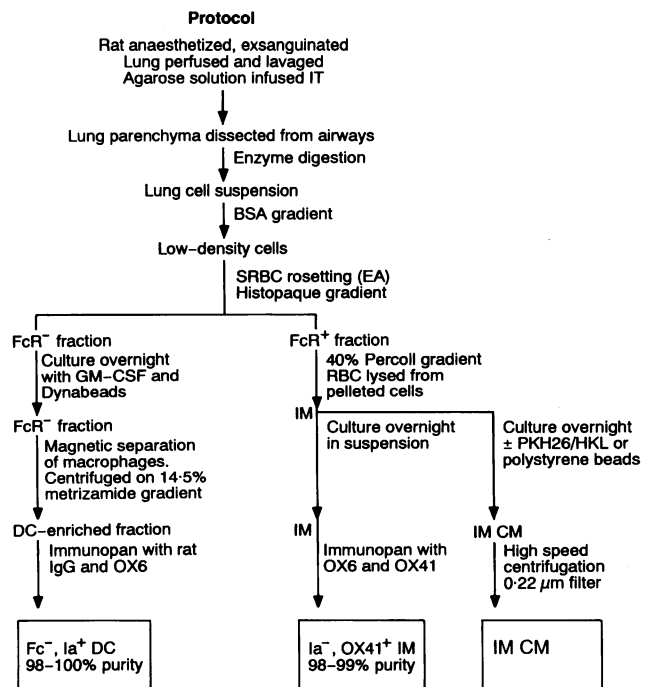 Protocol
Rat anaesthetized, exsanguinated
Lung perfused and lavaged
Agarose solution infused IT
Lung parenchyma dissected from airways
Enzyme digestion
Lung cell suspension
BSA gradient
Low–density cells
SRBC rosetting (EA)
Histopaque gradient
FcR⁻ fraction
Culture overnight
with GM–CSF and
Dynabeads
FcR⁻ fraction
Magnetic separation
of macrophages.
Centrifuged on 14·5%
metrizamide gradient
DC–enriched fraction
Immunopan with rat
IgG and OX6
Fc⁻, Ia⁺ DC
98–100% purity
FcR⁺ fraction
40% Percoll gradient
RBC lysed from
pelleted cells
IM
Culture overnight
in suspension
IM
Immunopan with
OX6 and OX41
Ia⁻, OX41⁺ IM
98–99% purity
Culture overnight
± PKH26/HKL or
polystyrene beads
IM CM
High speed
centrifugation
0·22 μm filter
IM CM